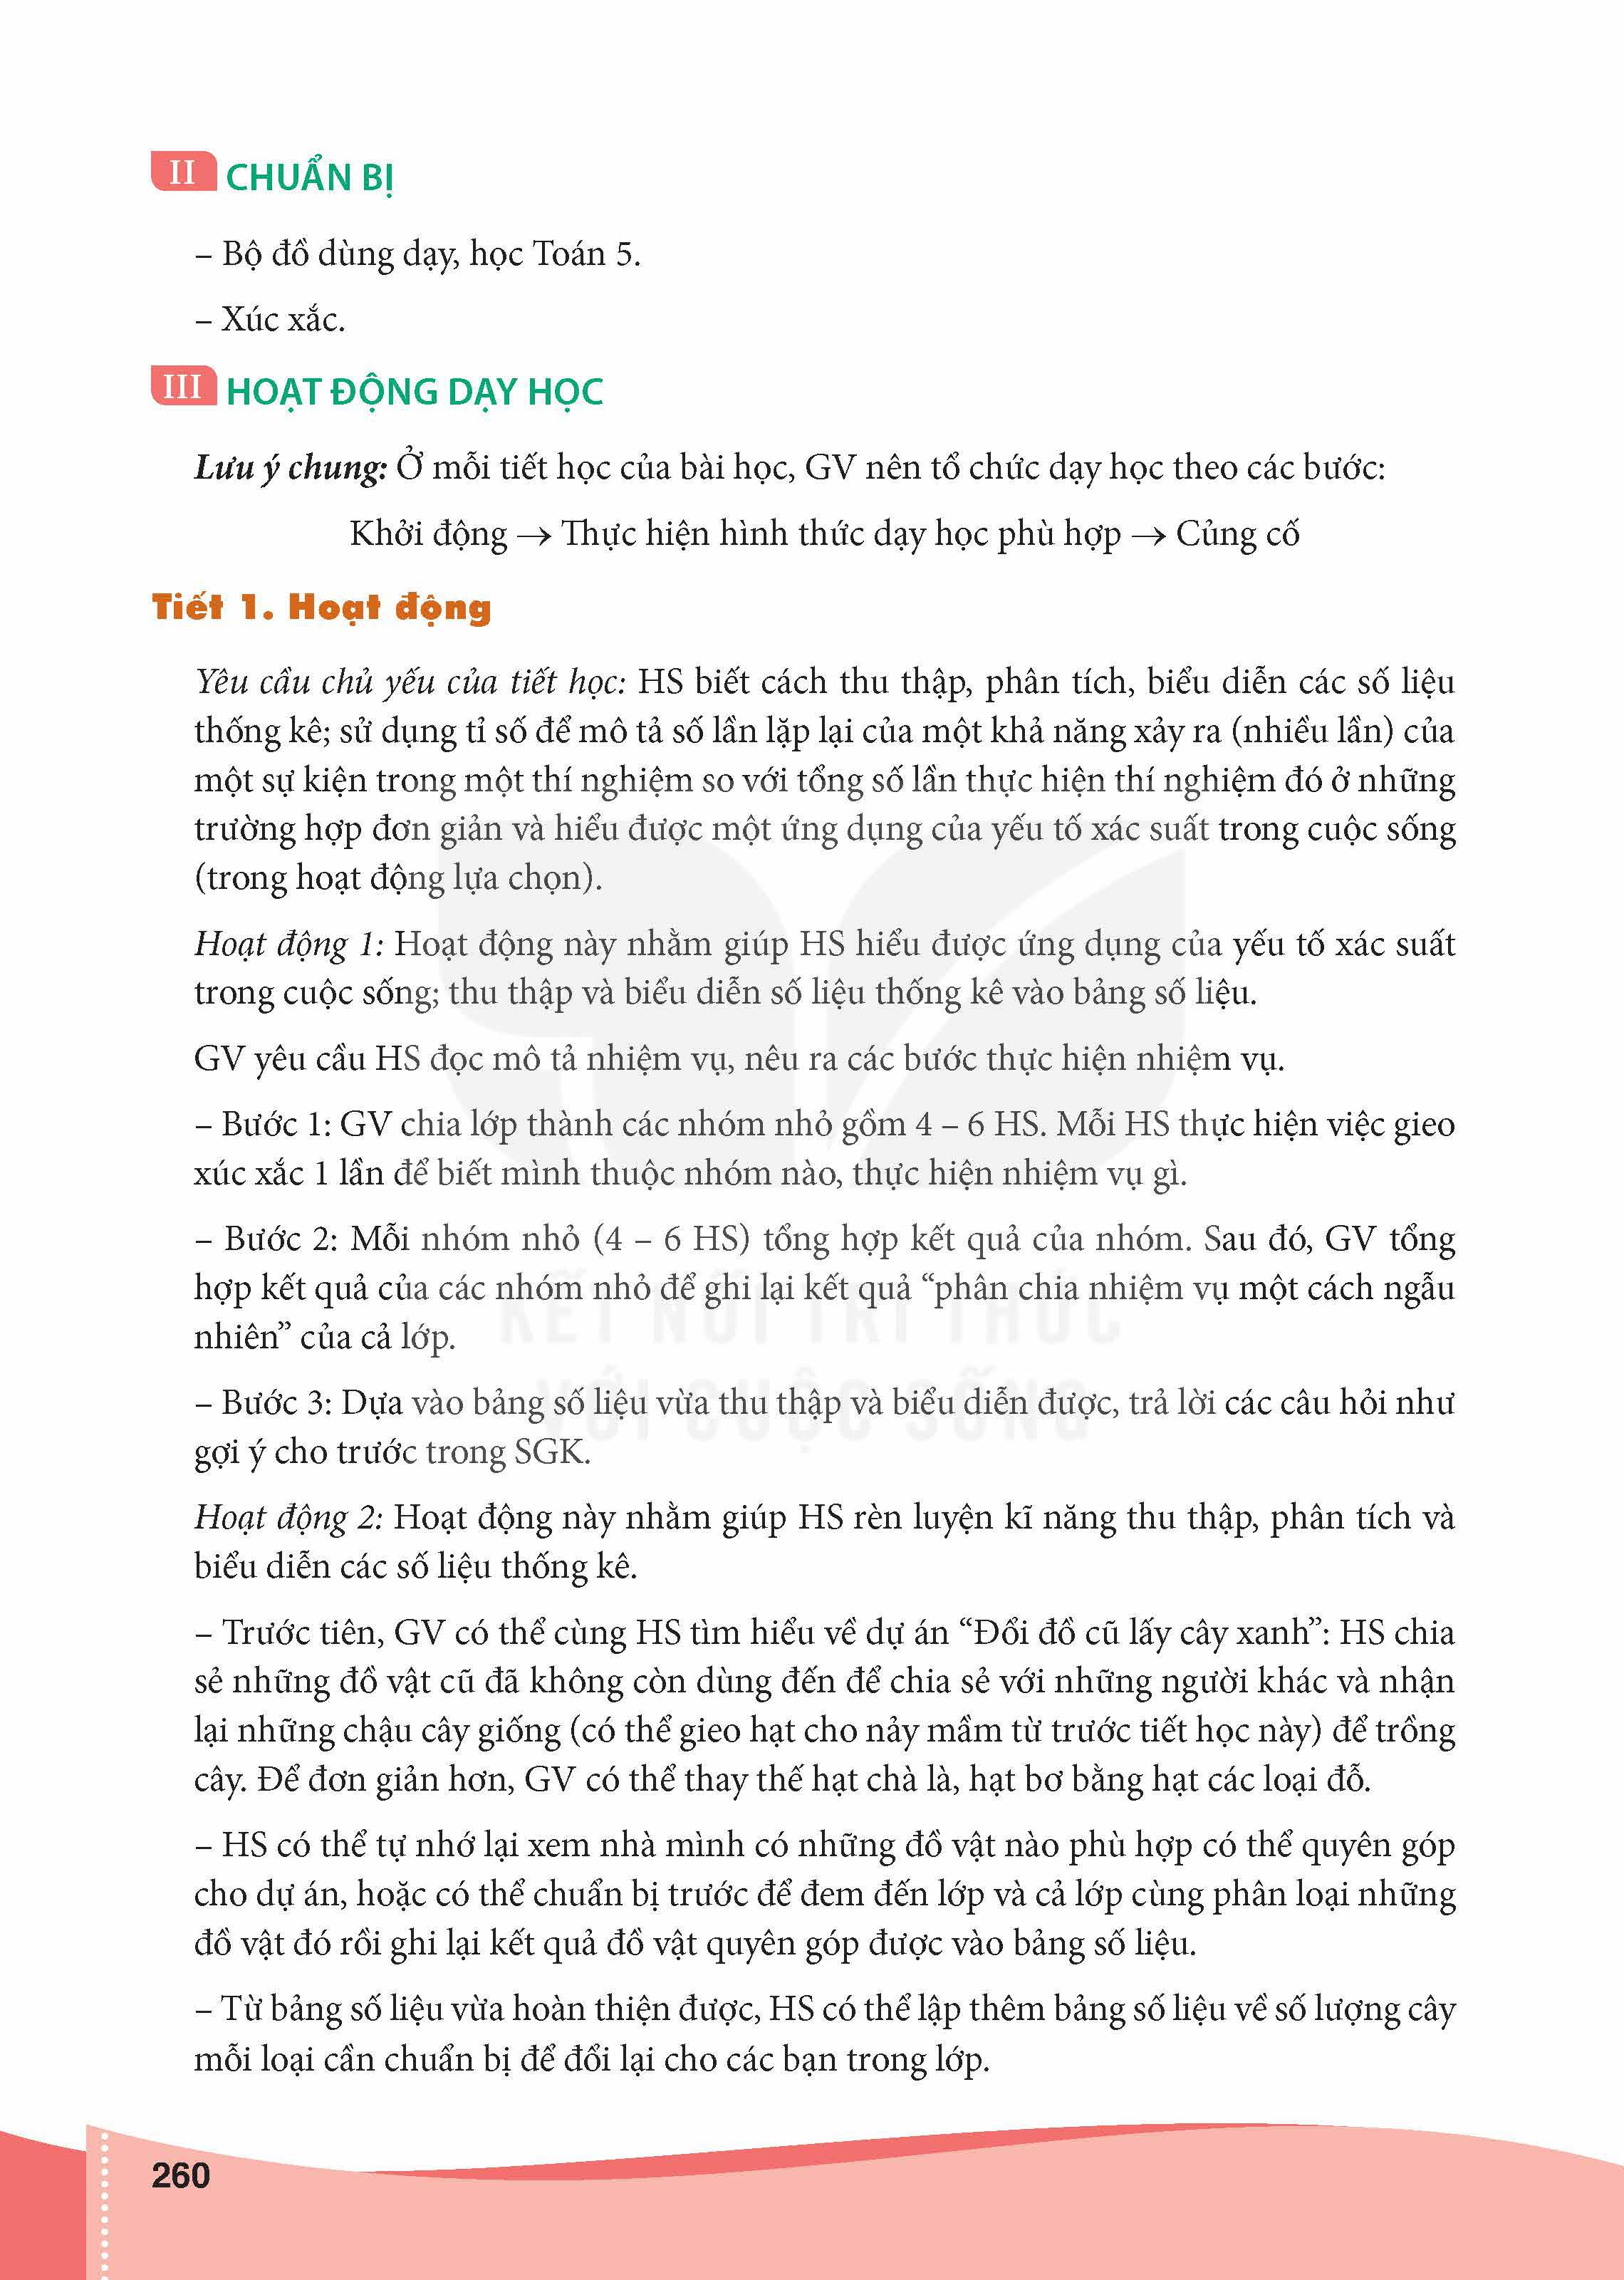 II CHUẨN BỊ
– Bộ đồ dùng dạy, học Toán 5.
– Xúc xắc.
III HOẠT ĐỘNG DẠY HỌC
Lưu ý chung: Ở mỗi tiết học của bài học, GV nên tổ chức dạy học theo các bước:
Khởi động → Thực hiện hình thức dạy học phù hợp → Củng cố
Tiết 1. Hoạt động
Yêu cầu chủ yếu của tiết học: HS biết cách thu thập, phân tích, biểu diễn các số liệu
thống kê; sử dụng tỉ số để mô tả số lần lặp lại của một khả năng xảy ra (nhiều lần) của
một sự kiện trong một thí nghiệm so với tổng số lần thực hiện thí nghiệm đó ở những
trường hợp đơn giản và hiểu được một ứng dụng của yếu tố xác suất trong cuộc sống
(trong hoạt động lựa chọn).
Hoạt động 1: Hoạt động này nhằm giúp HS hiểu được ứng dụng của yếu tố xác suất
trong cuộc sống; thu thập và biểu diễn số liệu thống kê vào bảng số liệu.
GV yêu cầu HS đọc mô tả nhiệm vụ, nêu ra các bước thực hiện nhiệm vụ.
– Bước 1: GV chia lớp thành các nhóm nhỏ gồm 4 – 6 HS. Mỗi HS thực hiện việc gieo
xúc xắc 1 lần để biết mình thuộc nhóm nào, thực hiện nhiệm vụ gì.
– Bước 2: Mỗi nhóm nhỏ (4 – 6 HS) tổng hợp kết quả của nhóm. Sau đó, GV tổng
hợp kết quả của các nhóm nhỏ để ghi lại kết quả “phân chia nhiệm vụ một cách ngẫu
nhiên” của cả lớp.
– Bước 3: Dựa vào bảng số liệu vừa thu thập và biểu diễn được, trả lời các câu hỏi như
gợi ý cho trước trong SGK.
Hoạt động 2: Hoạt động này nhằm giúp HS rèn luyện kĩ năng thu thập, phân tích và
biểu diễn các số liệu thống kê.
– Trước tiên, GV có thể cùng HS tìm hiểu về dự án “Đổi đồ cũ lấy cây xanh”: HS chia
sẻ những đồ vật cũ đã không còn dùng đến để chia sẻ với những người khác và nhận
lại những chậu cây giống (có thể gieo hạt cho nảy mầm từ trước tiết học này) để trồng
cây. Để đơn giản hơn, GV có thể thay thế hạt chà là, hạt bơ bằng hạt các loại đỗ.
– HS có thể tự nhớ lại xem nhà mình có những đồ vật nào phù hợp có thể quyên góp
cho dự án, hoặc có thể chuẩn bị trước để đem đến lớp và cả lớp cùng phân loại những
đồ vật đó rồi ghi lại kết quả đồ vật quyên góp được vào bảng số liệu.
– Từ bảng số liệu vừa hoàn thiện được, HS có thể lập thêm bảng số liệu về số lượng cây
mỗi loại cần chuẩn bị để đổi lại cho các bạn trong lớp.
KẾT NỐI TRI THỨC
VỚI CUỘC SỐNG
260